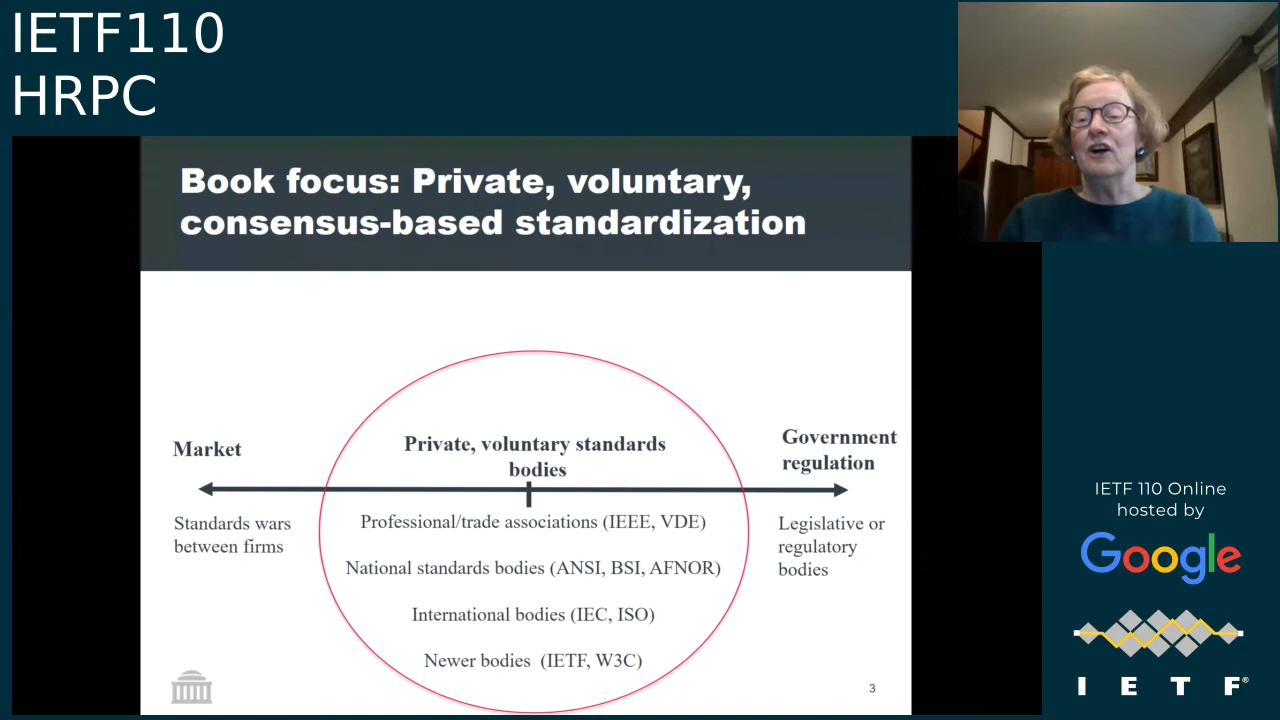 IETF110
HRPC
Book focus: Private, voluntary,
consensus-based standardization
Market
Private, voluntary standards
bodies
Government
regulation
Standards wars
between firms
Professional/trade associations (IEEE, VDE)
National standards bodies (ANSI, BSI, AFNOR)
International bodies (IEC, ISO)
Newer bodies (IETF, W3C)
Legislative or
regulatory
bodies
3
IETF 110 Online
hosted by
Google
I E T F®